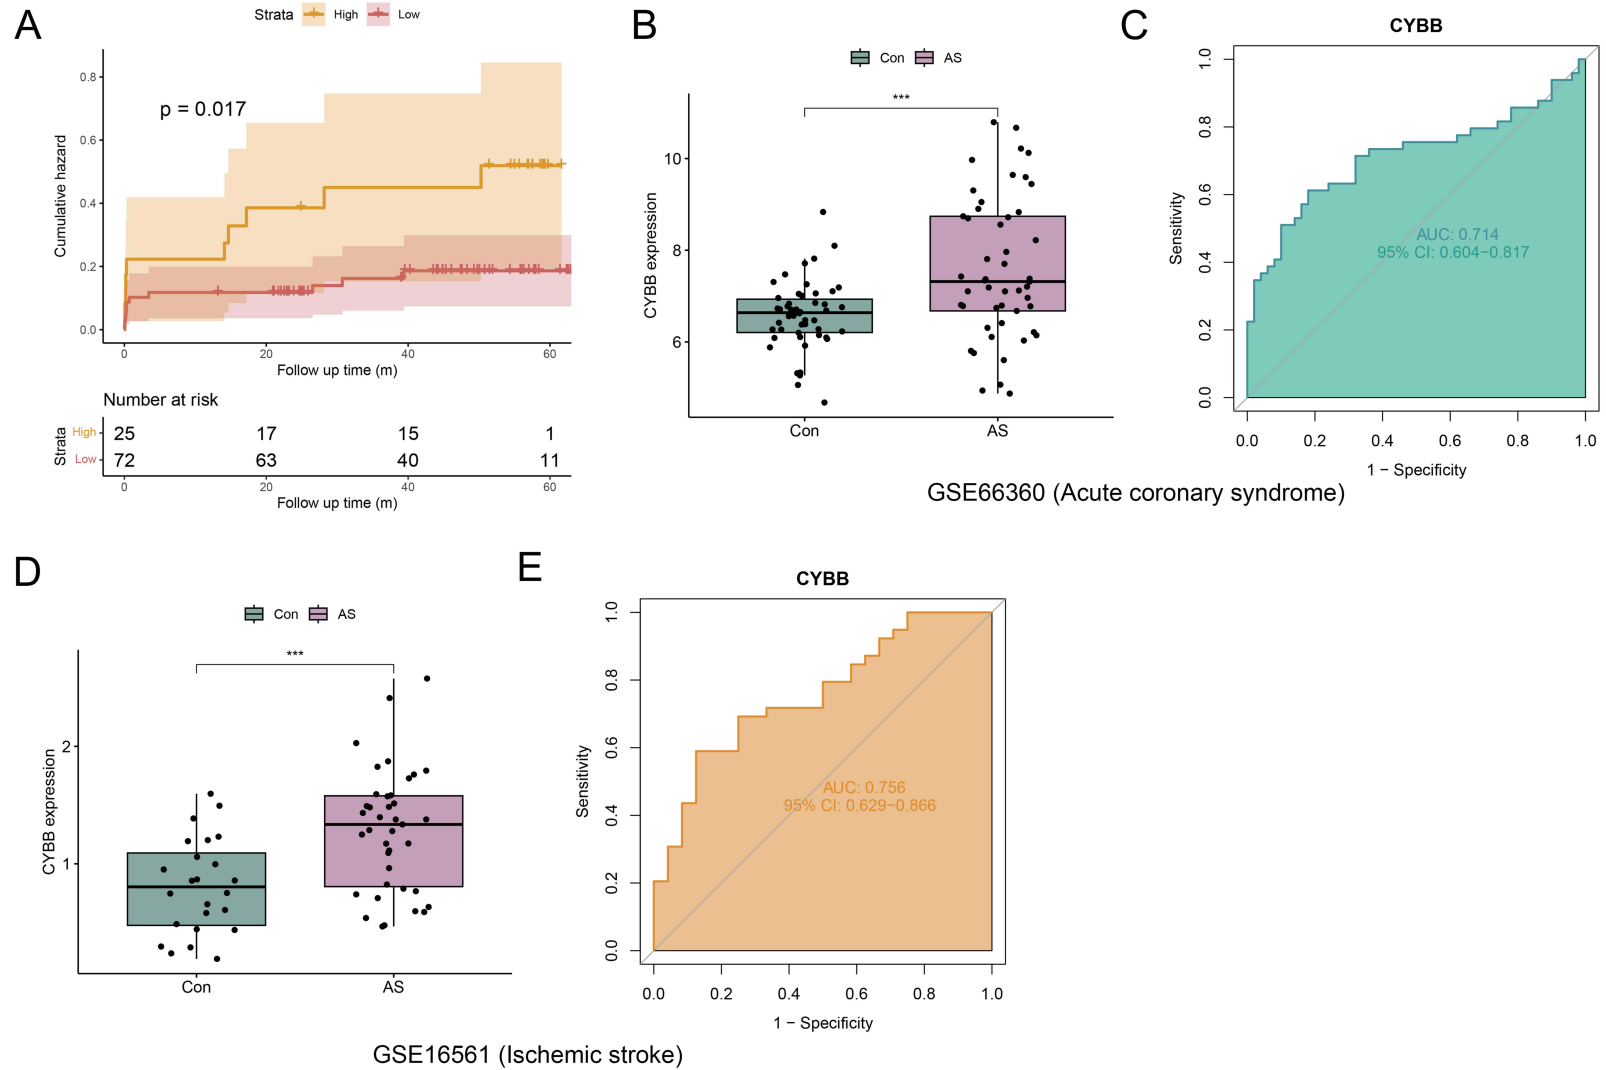 A
Strata High Low
Cumulative hazard
0.8
0.6
0.4
0.2
0.0
p = 0.017
0 20 40 60
Follow up time (m)
Number at risk
Strata
High 25 17 15 1
Low 72 63 40 11
0 20 40 60
Follow up time (m)
B
Con AS
***
CYBB expression
10
8
6
Con AS
C
CYBB
Sensitivity
1.0
0.8
0.6
0.4
0.2
0.0
AUC: 0.714
95% CI: 0.604−0.817
0.0 0.2 0.4 0.6 0.8 1.0
1 − Specificity
GSE66360 (Acute coronary syndrome)
D
Con AS
***
CYBB expression
2
1
Con AS
E
CYBB
Sensitivity
1.0
0.8
0.6
0.4
0.2
0.0
AUC: 0.756
95% CI: 0.629−0.866
0.0 0.2 0.4 0.6 0.8 1.0
1 − Specificity
GSE16561 (Ischemic stroke)